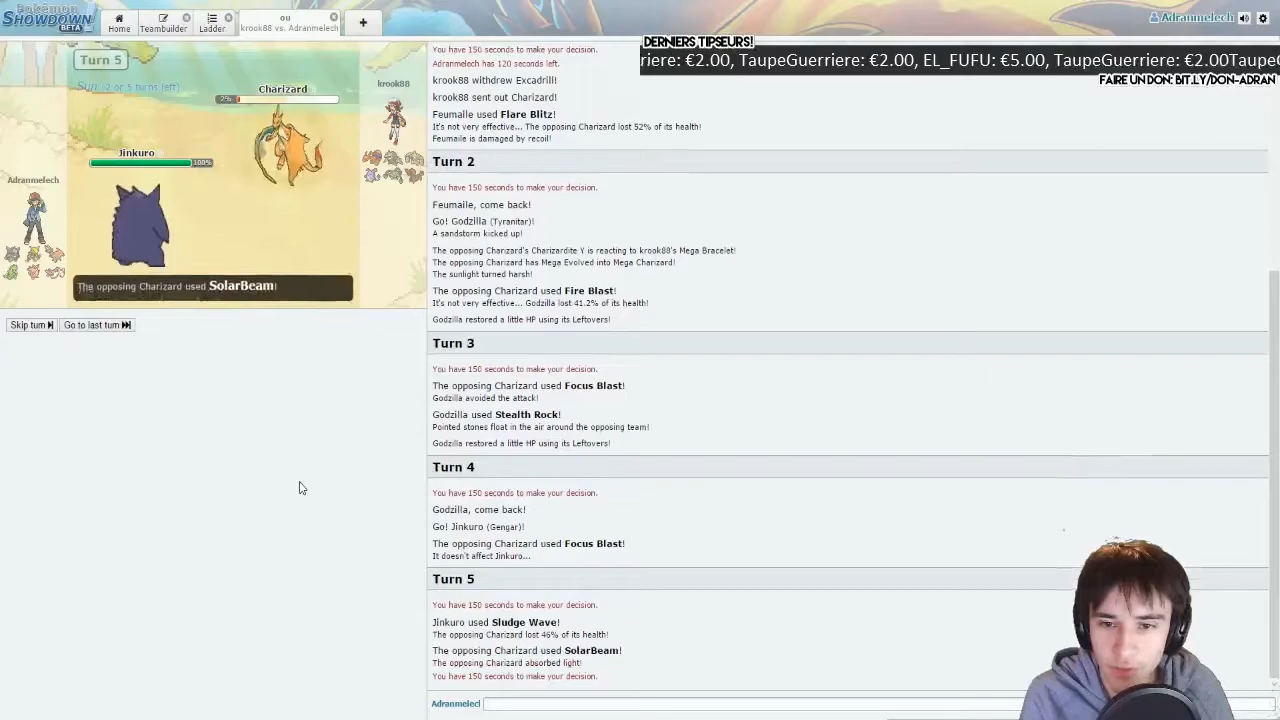 Pokémon
SHOWDOWN
BETA
Home
Teambuilder
Ladder
ou
krook88 vs. Adranmelech
+
Adranmelech
DERNIERS TIPSEURS!
riere: €2.00, TaupeGuerriere: €2.00, EL_FUFU: €5.00, TaupeGuerriere: €2.00TaupeG
FAIRE UN DON: BIT.LY/DON-ADRAN
Turn 5
Sun (2 or 5 turns left)
Charizard
2%
krook88
Jinkuro
100%
Adranmelech
The opposing Charizard used SolarBeam!
Skip turn
Go to last turn
You have 150 seconds to make your decision.
Adranmelech has 120 seconds left.
krook88 withdrew Excadrill!
krook88 sent out Charizard!
Feumaile used Flare Blitz!
It's not very effective... The opposing Charizard lost 52% of its health!
Feumaile is damaged by recoil!
Turn 2
You have 150 seconds to make your decision.
Feumaile, come back!
Go! Godzilla (Tyranitar)!
A sandstorm kicked up!
The opposing Charizard's Charizardite Y is reacting to krook88's Mega Bracelet!
The opposing Charizard has Mega Evolved into Mega Charizard!
The sunlight turned harsh!
The opposing Charizard used Fire Blast!
It's not very effective... Godzilla lost 41.2% of its health!
Godzilla restored a little HP using its Leftovers!
Turn 3
You have 150 seconds to make your decision.
The opposing Charizard used Focus Blast!
Godzilla avoided the attack!
Godzilla used Stealth Rock!
Pointed stones float in the air around the opposing team!
Godzilla restored a little HP using its Leftovers!
Turn 4
You have 150 seconds to make your decision.
Godzilla, come back!
Go! Jinkuro (Gengar)!
The opposing Charizard used Focus Blast!
It doesn't affect Jinkuro...
Turn 5
You have 150 seconds to make your decision.
Jinkuro used Sludge Wave!
The opposing Charizard lost 46% of its health!
The opposing Charizard used SolarBeam!
The opposing Charizard absorbed light!
You have 150 seconds to make your decision.
Adranmelecl